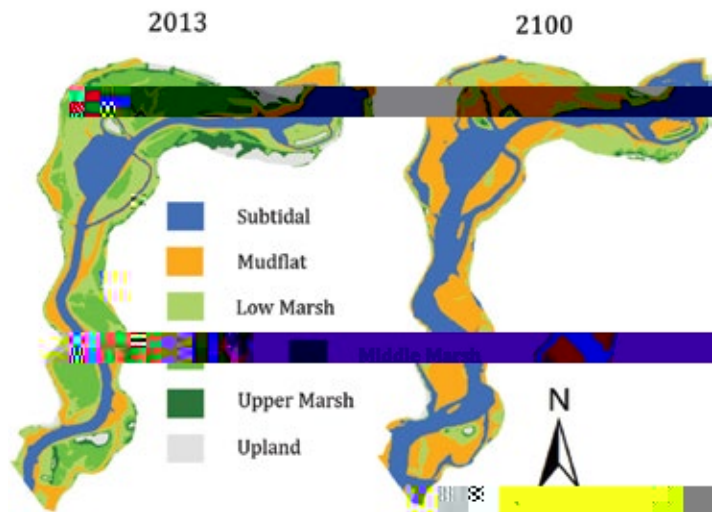 2013
2100
Subtidal
Mudflat
Low Marsh
Middle Marsh
Upper Marsh
Upland
N